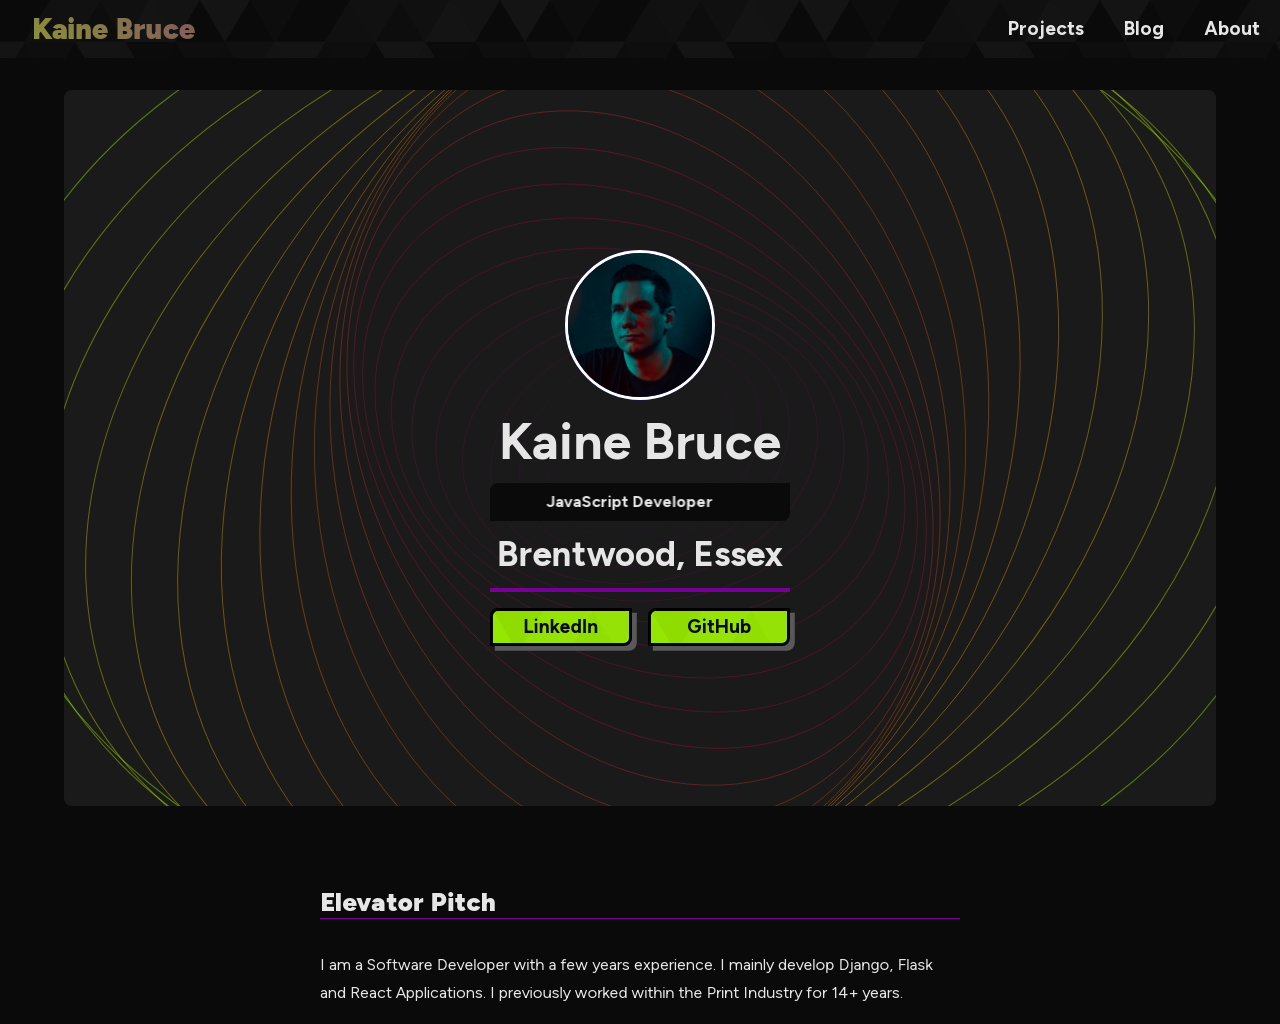 Kaine Bruce
Projects
Blog
About
Kaine Bruce
JavaScript Developer
Brentwood, Essex
LinkedIn
GitHub
Elevator Pitch
I am a Software Developer with a few years experience. I mainly develop Django, Flask
and React Applications. I previously worked within the Print Industry for 14+ years.